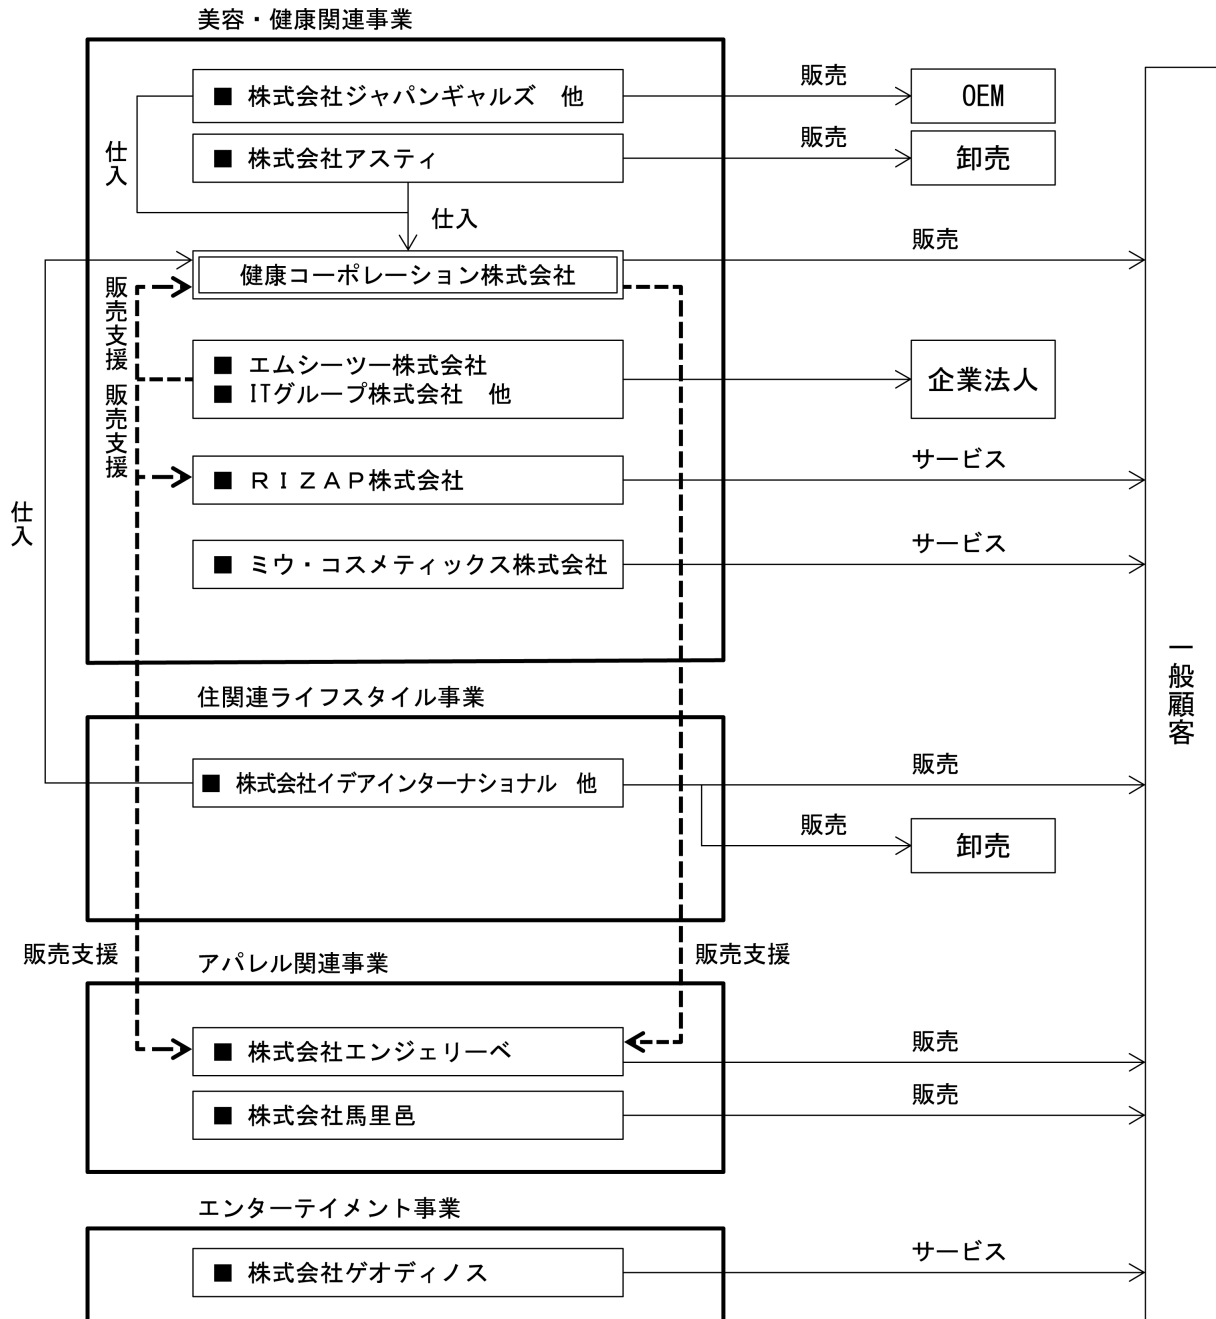 美容・健康関連事業
■ 株式会社ジャパンギャルズ 他
販売
OEM
仕入
■ 株式会社アスティ
販売
卸売
仕入
健康コーポレーション株式会社
販売
販売支援
■ エムシーツー株式会社
■ ITグループ株式会社 他
企業法人
販売支援
■ RIZAP株式会社
サービス
仕入
■ ミウ・コスメティックス株式会社
サービス
一般顧客
住関連ライフスタイル事業
■ 株式会社イデアインターナショナル 他
販売
販売
卸売
販売支援
販売支援
アパレル関連事業
■ 株式会社エンジェリーベ
販売
■ 株式会社馬里邑
販売
エンターテイメント事業
■ 株式会社ゲオディノス
サービス